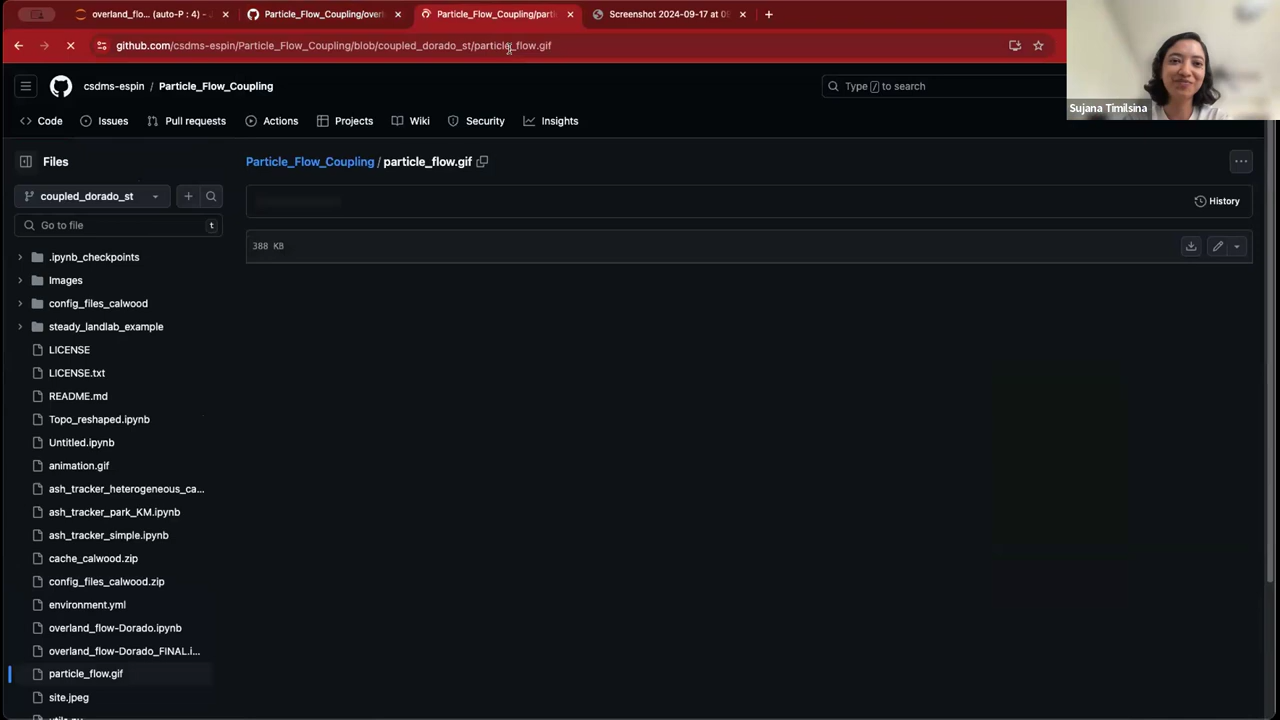 overland_flo... (auto-P : 4) - J
Particle_Flow_Coupling/overl
Particle_Flow_Coupling/parti
Screenshot 2024-09-17 at 05
github.com/csdms-espin/Particle_Flow_Coupling/blob/coupled_dorado_st/particle_flow.gif
csdms-espin / Particle_Flow_Coupling
Type / to search
Sujana Timilsina
Code
Issues
Pull requests
Actions
Projects
Wiki
Security
Insights
Files
Particle_Flow_Coupling / particle_flow.gif
coupled_dorado_st
History
Go to file
t
388 KB
.ipynb_checkpoints
Images
config_files_calwood
steady_landlab_example
LICENSE
LICENSE.txt
README.md
Topo_reshaped.ipynb
Untitled.ipynb
animation.gif
ash_tracker_heterogeneous_ca...
ash_tracker_park_KM.ipynb
ash_tracker_simple.ipynb
cache_calwood.zip
config_files_calwood.zip
environment.yml
overland_flow-Dorado.ipynb
overland_flow-Dorado_FINAL.i...
particle_flow.gif
site.jpeg